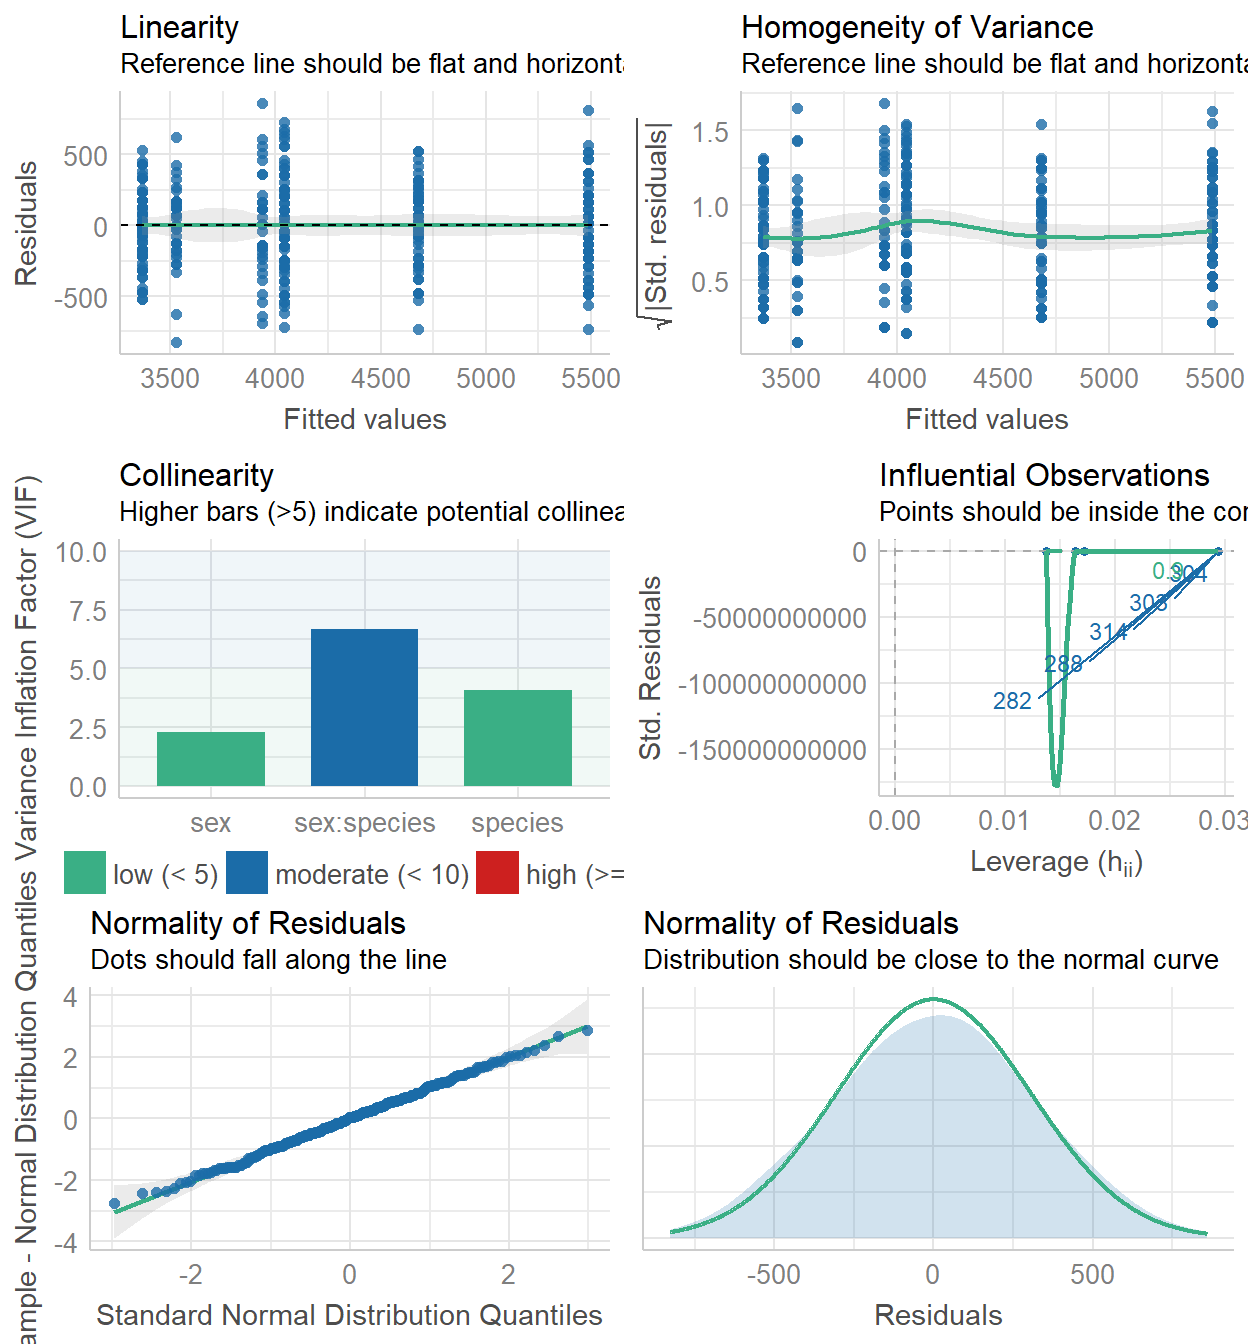 Linearity
Reference line should be flat and horizonta
Residuals
500
0
-500
3500 4000 4500 5000 5500
Fitted values
Homogeneity of Variance
Reference line should be flat and horizonta
√|Std. residuals|
1.5
1.0
0.5
3500 4000 4500 5000 5500
Fitted values
Collinearity
Higher bars (>5) indicate potential collinea
Variance Inflation Factor (VIF)
10.0
7.5
5.0
2.5
0.0
sex sex:species species
low (< 5) moderate (< 10) high (>=
Influential Observations
Points should be inside the con
Std. Residuals
0
-50000000000
-100000000000
-150000000000
0.9
304
303
314
288
282
0.00 0.01 0.02 0.03
Leverage (hii)
Normality of Residuals
Dots should fall along the line
ample - Normal Distribution Quantiles
4
2
0
-2
-4
-2 0 2
Standard Normal Distribution Quantiles
Normality of Residuals
Distribution should be close to the normal curve
-500 0 500
Residuals